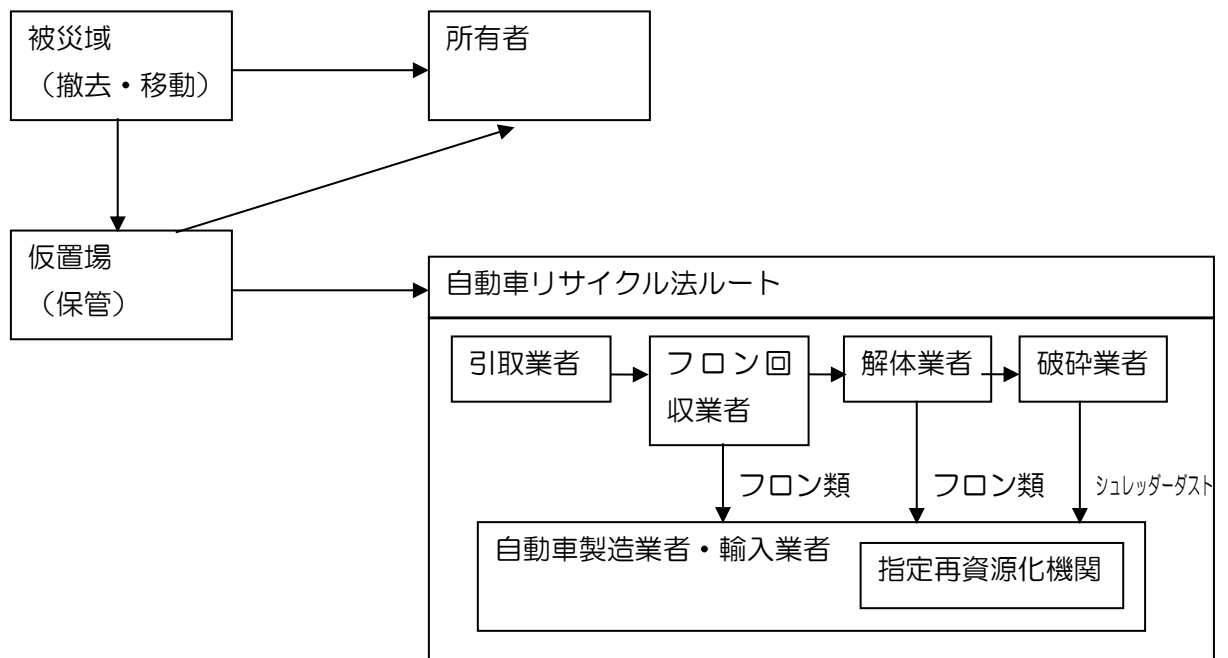 被災域
（撤去・移動）
所有者
仮置場
（保管）
自動車リサイクル法ルート
引取業者
フロン回
収業者
解体業者
破砕業者
フロン類
フロン類
シュレッダーダスト
自動車製造業者・輸入業者
指定再資源化機関